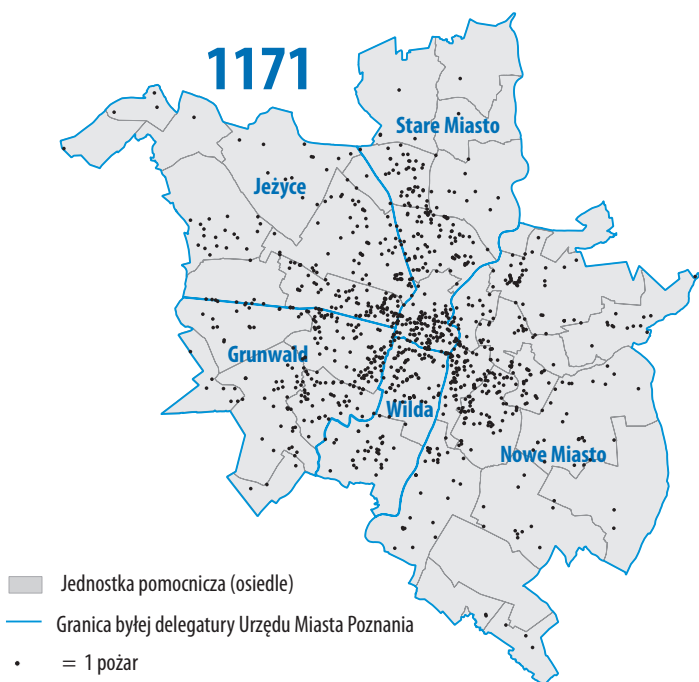 1171
Stare Miasto
Jeżyce
Grunwald
Wilda
Nowe Miasto
Jednostka pomocnicza (osiedle)
Granica byłej delegatury Urzędu Miasta Poznania
= 1 pożar